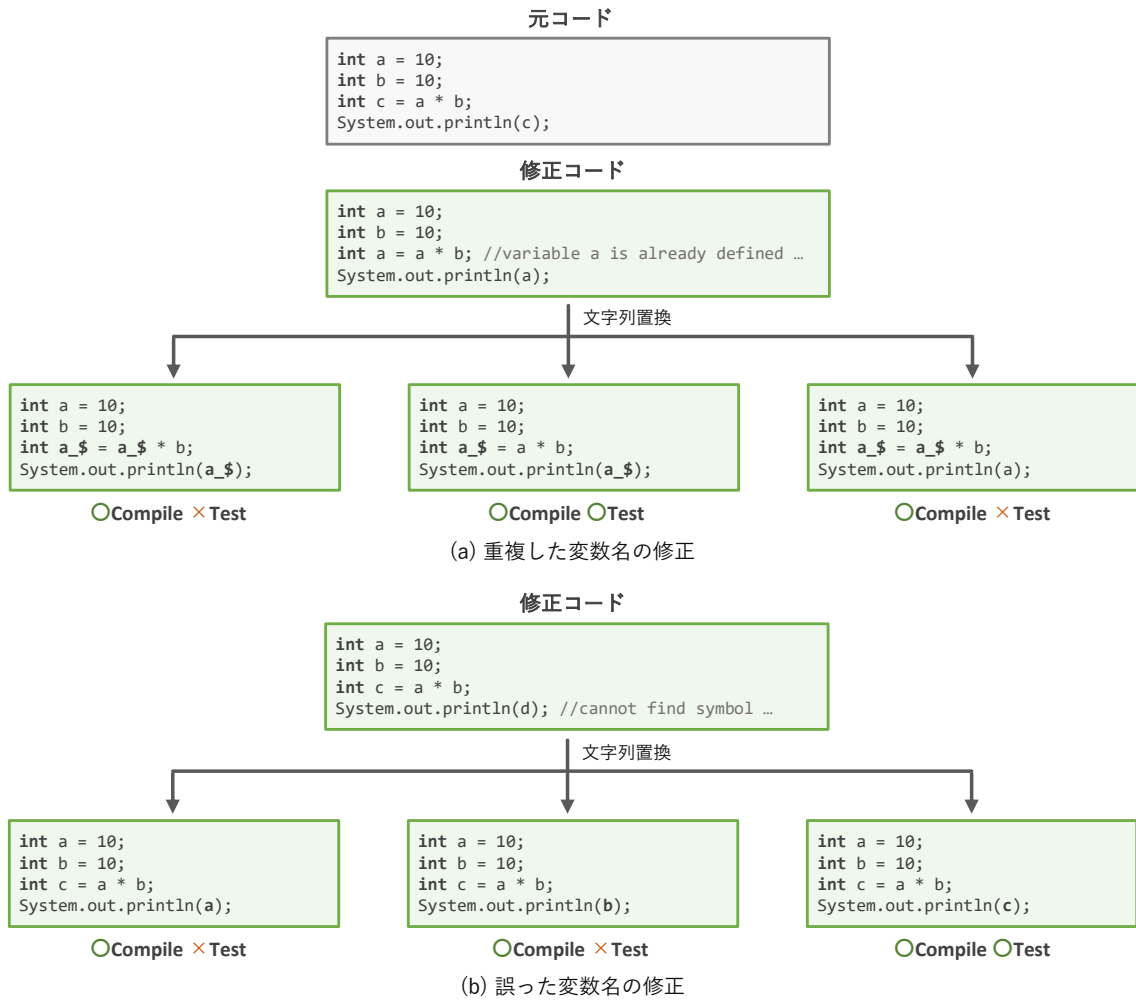 元コード
int a = 10;
int b = 10;
int c = a * b;
System.out.println(c);
修正コード
int a = 10;
int b = 10;
int a = a * b; //variable a is already defined …
System.out.println(a);
文字列置換
int a = 10;
int b = 10;
int a_$ = a_$ * b;
System.out.println(a_$);
○Compile ×Test
int a = 10;
int b = 10;
int a_$ = a * b;
System.out.println(a_$);
○Compile ○Test
int a = 10;
int b = 10;
int a_$ = a_$ * b;
System.out.println(a);
○Compile ×Test
(a) 重複した変数名の修正
修正コード
int a = 10;
int b = 10;
int c = a * b;
System.out.println(d); //cannot find symbol …
文字列置換
int a = 10;
int b = 10;
int c = a * b;
System.out.println(a);
○Compile ×Test
int a = 10;
int b = 10;
int c = a * b;
System.out.println(b);
○Compile ×Test
int a = 10;
int b = 10;
int c = a * b;
System.out.println(c);
○Compile ○Test
(b) 誤った変数名の修正